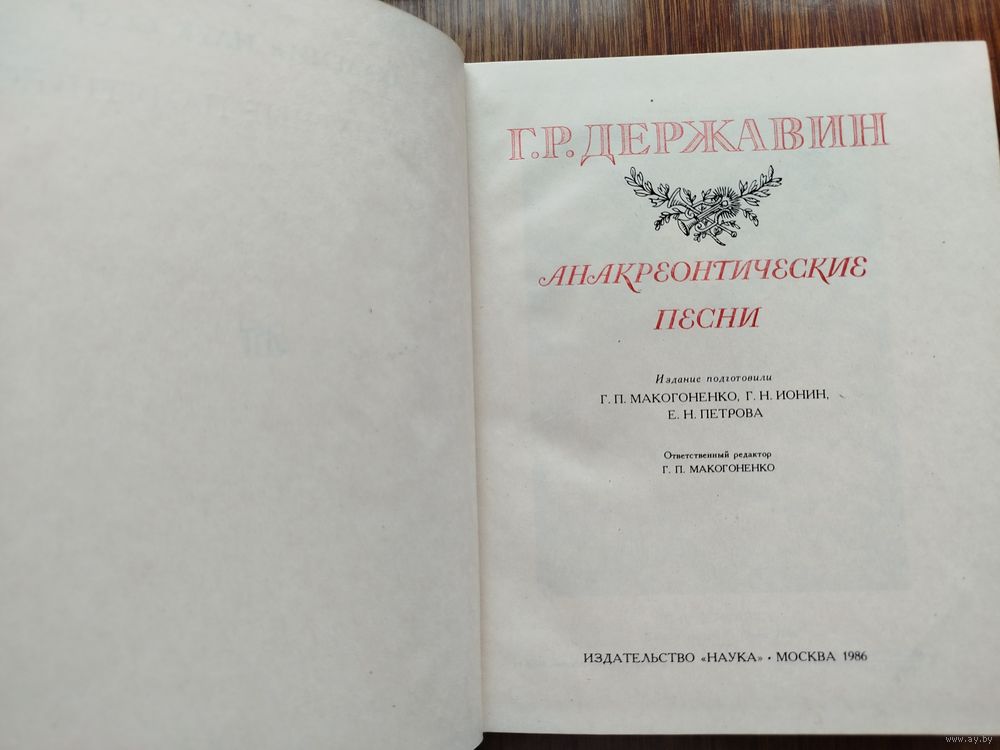 Г.Р. ДЕРЖАВИН
АНАКРЕОНТИЧЕСКИЕ
ПЕСНИ
Издание подготовили
Г. П. МАКОГОНЕНКО, Г. Н. ИОНИН,
Е. Н. ПЕТРОВА
Ответственный редактор
Г. П. МАКОГОНЕНКО
ИЗДАТЕЛЬСТВО «НАУКА» · МОСКВА 1986
www.ay.by